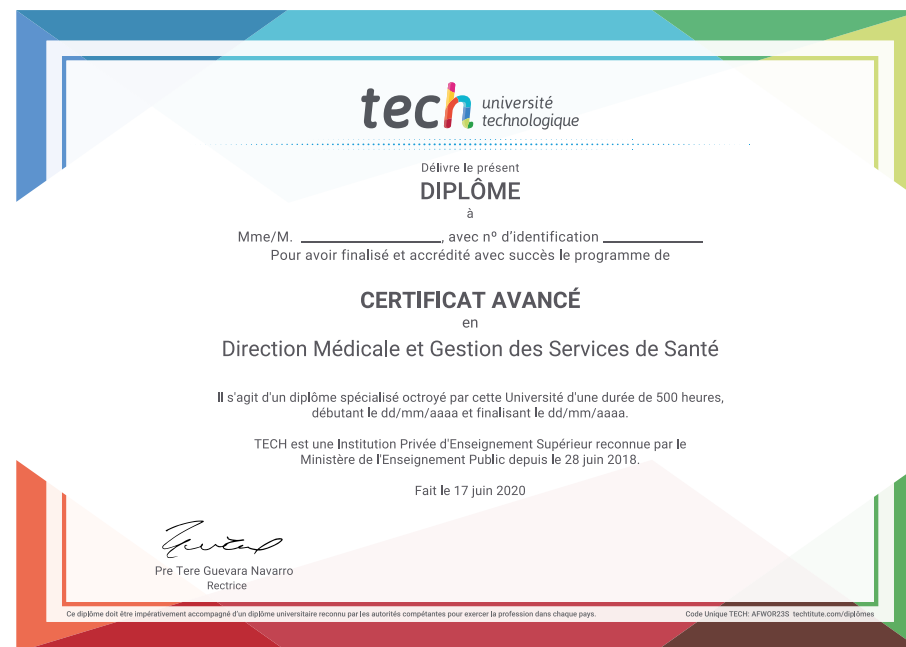 tech université
technologique
Délivre le présent
DIPLÔME
à
Mme/M. ____________________, avec nº d'identification ______________
Pour avoir finalisé et accrédité avec succès le programme de
CERTIFICAT AVANCÉ
en
Direction Médicale et Gestion des Services de Santé
Il s'agit d'un diplôme spécialisé octroyé par cette Université d'une durée de 500 heures,
débutant le dd/mm/aaaa et finalisant le dd/mm/aaaa.
TECH est une Institution Privée d'Enseignement Supérieur reconnue par le
Ministère de l'Enseignement Public depuis le 28 juin 2018.
Fait le 17 juin 2020
Pre Tere Guevara Navarro
Rectrice
Ce diplôme doit être impérativement accompagné d'un diplôme universitaire reconnu par les autorités compétantes pour exercer la profession dans chaque pays.
Code Unique TECH: AFWOR23S techtitute.com/diplômes